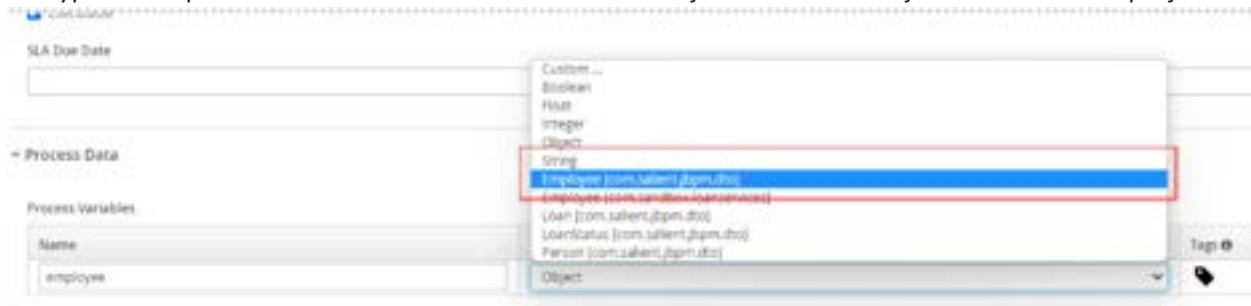 SLA Due Date
Custom ...
Boolean
Float
Integer
Object
String
Employee [com.salient.jbpm.dto]
Employee [com.sandbox.loanservices]
Loan [com.salient.jbpm.dto]
LoanStatus [com.salient.jbpm.dto]
Person [com.salient.jbpm.dto]
Process Data
Process Variables
Name
Tags
employee
Object